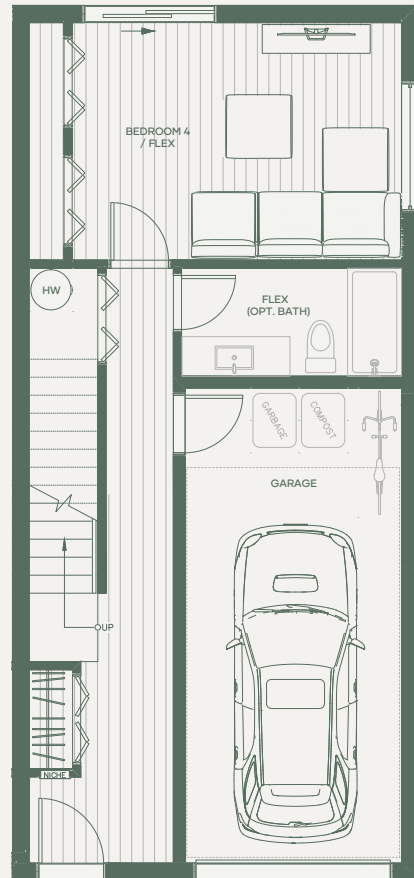 BEDROOM 4
/ FLEX
HW
FLEX
(OPT. BATH)
GARBAGE
COMPOST
GARAGE
UP
NICHE